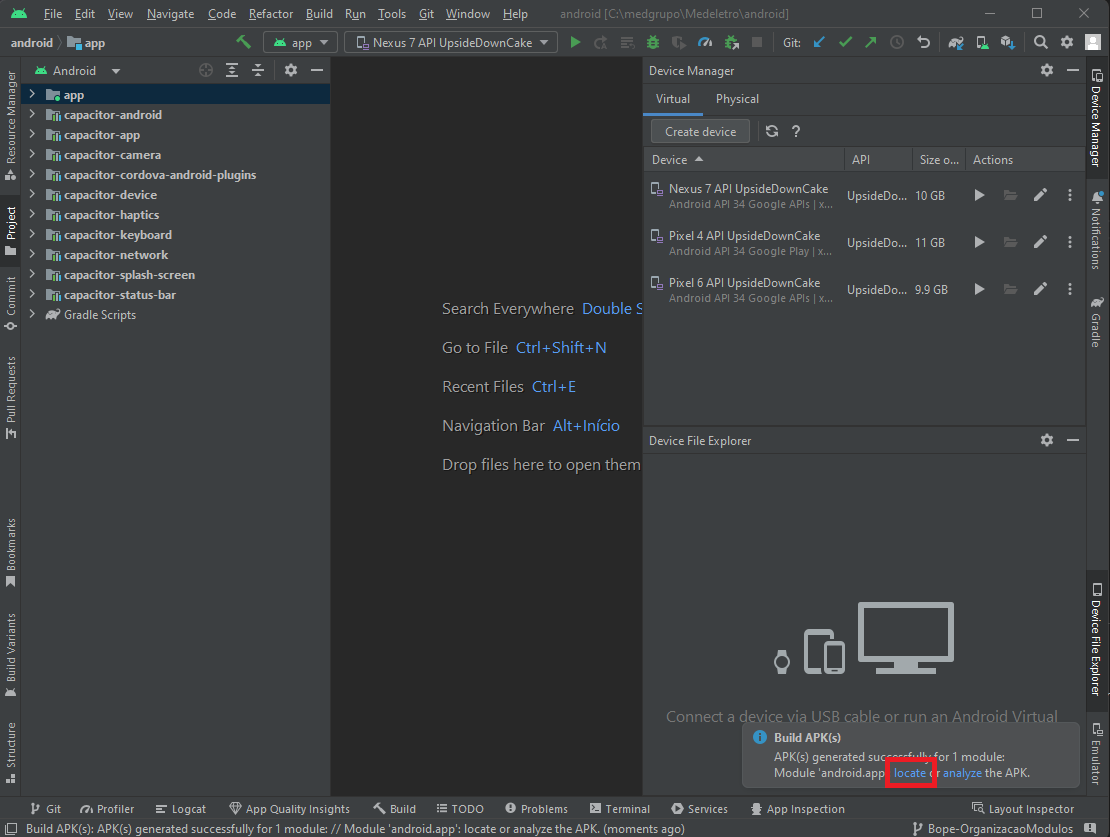 File Edit View Navigate Code Refactor Build Run Tools Git Window Help android [C:\medgrupo\Medeletro\android]
android app app Nexus 7 API UpsideDownCake Git:
Resource Manager
Project
Commit
Pull Requests
Bookmarks
Build Variants
Structure
Android
app
capacitor-android
capacitor-app
capacitor-camera
capacitor-cordova-android-plugins
capacitor-device
capacitor-haptics
capacitor-keyboard
capacitor-network
capacitor-splash-screen
capacitor-status-bar
Gradle Scripts
Search Everywhere Double S
Go to File Ctrl+Shift+N
Recent Files Ctrl+E
Navigation Bar Alt+Início
Drop files here to open them
Device Manager
Virtual Physical
Create device ?
Device API Size o... Actions
Nexus 7 API UpsideDownCake UpsideDo... 10 GB
Android API 34 Google APIs | x...
Pixel 4 API UpsideDownCake UpsideDo... 11 GB
Android API 34 Google Play | x...
Pixel 6 API UpsideDownCake UpsideDo... 9.9 GB
Android API 34 Google APIs | x...
Device File Explorer
Connect a device via USB cable or run an Android Virtual
Build APK(s)
APK(s) generated successfully for 1 module:
Module 'android.app locate or analyze the APK.
Device Manager
Notifications
Gradle
Device File Explorer
Emulator
Git Profiler Logcat App Quality Insights Build TODO Problems Terminal Services App Inspection Layout Inspector
Build APK(s): APK(s) generated successfully for 1 module: // Module 'android.app': locate or analyze the APK. (moments ago) Bope-OrganizacaoModulos